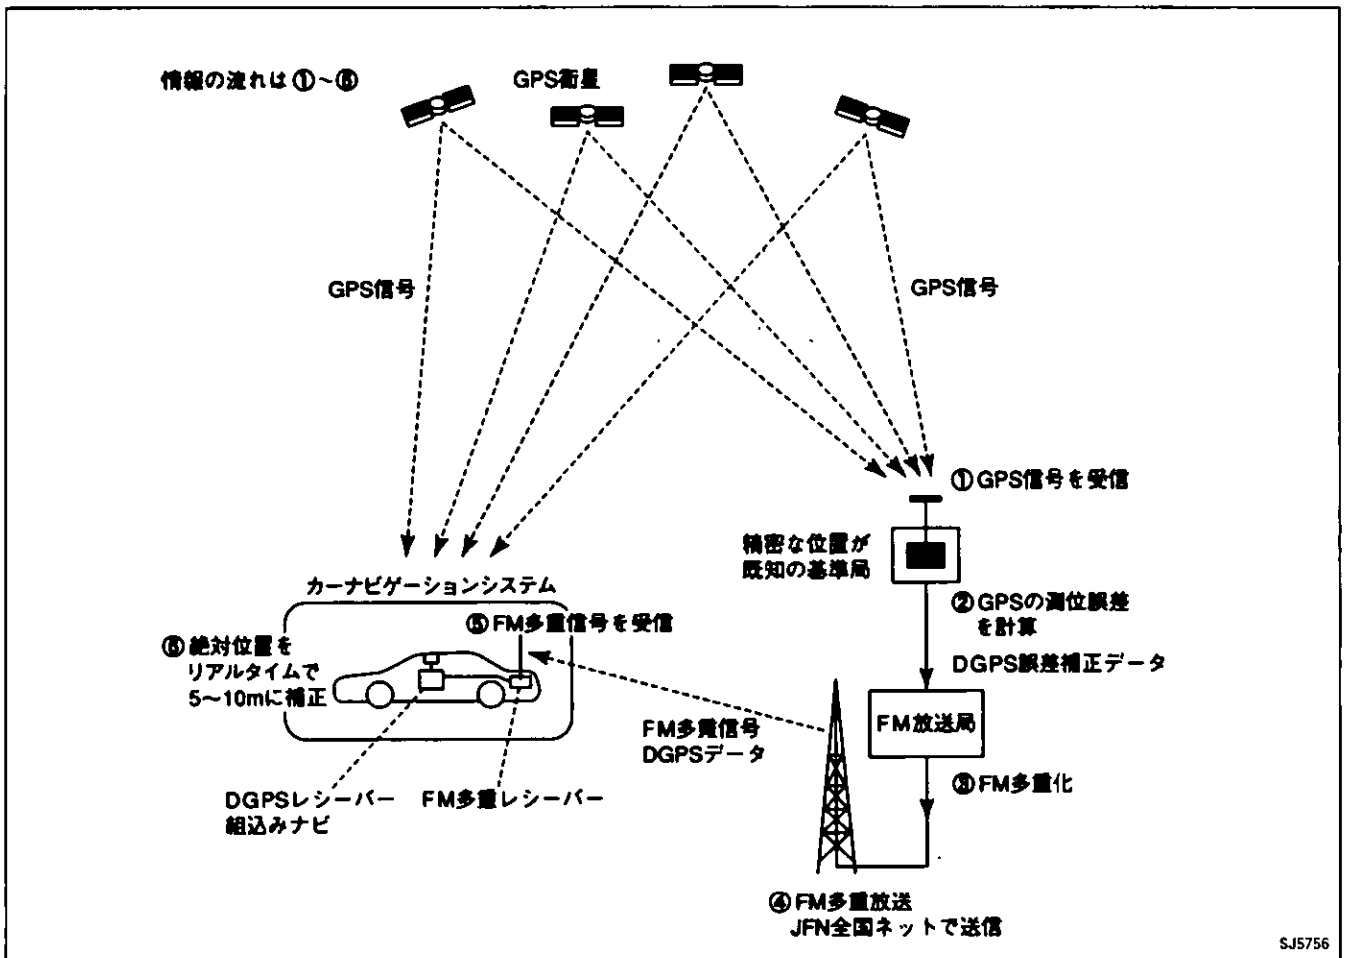 情報の流れは①～⑥
GPS衛星
GPS信号
GPS信号
①GPS信号を受信
精密な位置が
既知の基準局
②GPSの測位誤差
を計算
DGPS誤差補正データ
FM放送局
③FM多重化
④FM多重放送
JFN全国ネットで送信
FM多重信号
DGPSデータ
カーナビゲーションシステム
⑤FM多重信号を受信
⑥絶対位置を
リアルタイムで
5～10mに補正
DGPSレシーバー
組込みナビ
FM多重レシーバー
SJ5756